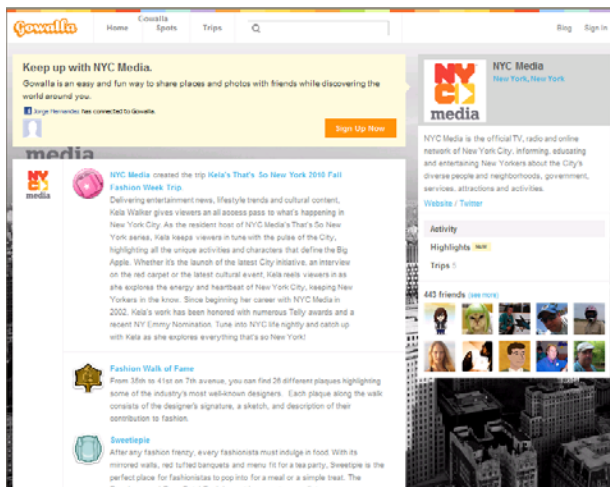 Gowalla
Gowalla
Home
Spots
Trips
Blog
Sign In
Keep up with NYC Media.
Gowalla is an easy and fun way to share places and photos with friends while discovering the
world around you.
Jorge Hernandez has connected to Gowalla.
Sign Up Now
media
NYC
media
NYC Media created the trip Kela's That's So New York 2010 Fall
Fashion Week Trip.
Delivering entertainment news, lifestyle trends and cultural content,
Kela Walker gives viewers an all access pass to what's happening in
New York City. As the resident host of NYC Media's That's So New
York series, Kela keeps viewers in tune with the pulse of the City,
highlighting all the unique activities and characters that define the Big
Apple. Whether it's the launch of the latest City initiative, an interview
on the red carpet or the latest cultural event, Kela reels viewers in as
she explores the energy and heartbeat of New York City, keeping New
Yorkers in the know. Since beginning her career with NYC Media in
2002, Kela's work has been honored with numerous Telly awards and a
recent NY Emmy Nomination. Tune into NYC life nightly and catch up
with Kela as she explores everything that's so New York!
Fashion Walk of Fame
From 35th to 41st on 7th avenue, you can find 26 different plaques highlighting
some of the industry's most well-known designers. Each plaque along the walk
consists of the designer's signature, a sketch, and description of their
contribution to fashion.
Sweetiepie
After any fashion frenzy, every fashionista must indulge in food. With its
mirrored walls, red tufted banquets and menu fit for a tea party, Sweetpie is the
perfect place for fashionistas to pop into for a meal or a simple treat. The
NYC
media
NYC Media
New York, New York
NYC Media is the official TV, radio and online
network of New York City, informing, educating
and entertaining New Yorkers about the City's
diverse people and neighborhoods, government,
services, attractions and activities.
Website / Twitter
Activity
Highlights NEW
Trips 5
443 friends (see more)